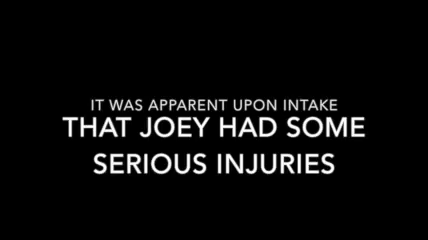 IT WAS APPARENT UPON INTAKE
THAT JOEY HAD SOME
SERIOUS INJURIES